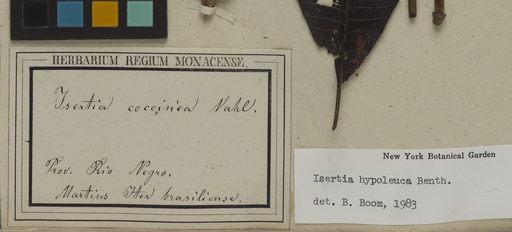 HERBARIUM REGIUM MONACENSE.
Isertia coccinea Vahl.
Prov. Rio Negro.
Martius Iter brasiliense.
New York Botanical Garden
Isertia hypoleuca Benth.
det. B. Boom, 1983